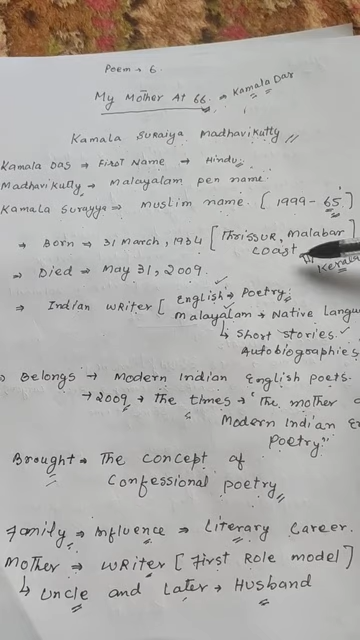 Poem → 6.
My Mother At 66. → Kamala Das
Kamala Suraiya Madhavikutty
Kamala Das ⇒ First Name → Hindu.
Madhavikutty → Malayalam pen name.
Kamala Surayya ⇒ Muslim name. [1999 - 65]
→ Born → 31 March, 1934 [Thrissur, Malabar
Coast
Kerala
⇒ Died → May 31, 2009.
⇒ Indian writer [English → Poetry.
Malayalam → Native Langu
↳ Short stories.
Autobiographies
→ Belongs → Modern Indian English poets.
→ 2009 → The times → "The mother o
Modern Indian En
Poetry"
Brought → The concept of
Confessional poetry
Family → Influence ⇒ Literary Career.
Mother ⇒ writer [First Role model]
↳ Uncle and Later → Husband